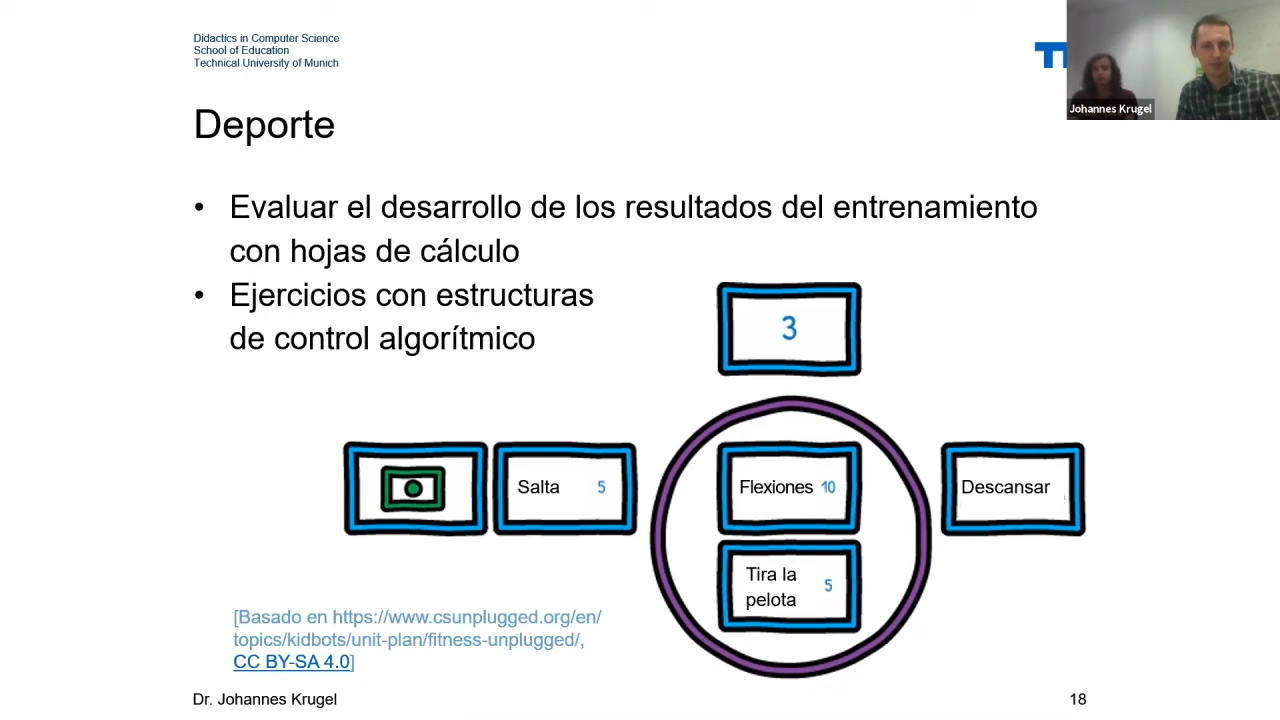 Didactics in Computer Science
School of Education
Technical University of Munich
Johannes Krugel
Deporte
• Evaluar el desarrollo de los resultados del entrenamiento
con hojas de cálculo
• Ejercicios con estructuras
de control algorítmico
3
Salta 5
Flexiones 10
Descansar
Tira la
pelota 5
[Basado en https://www.csunplugged.org/en/
topics/kidbots/unit-plan/fitness-unplugged/,
CC BY-SA 4.0]
Dr. Johannes Krugel
18